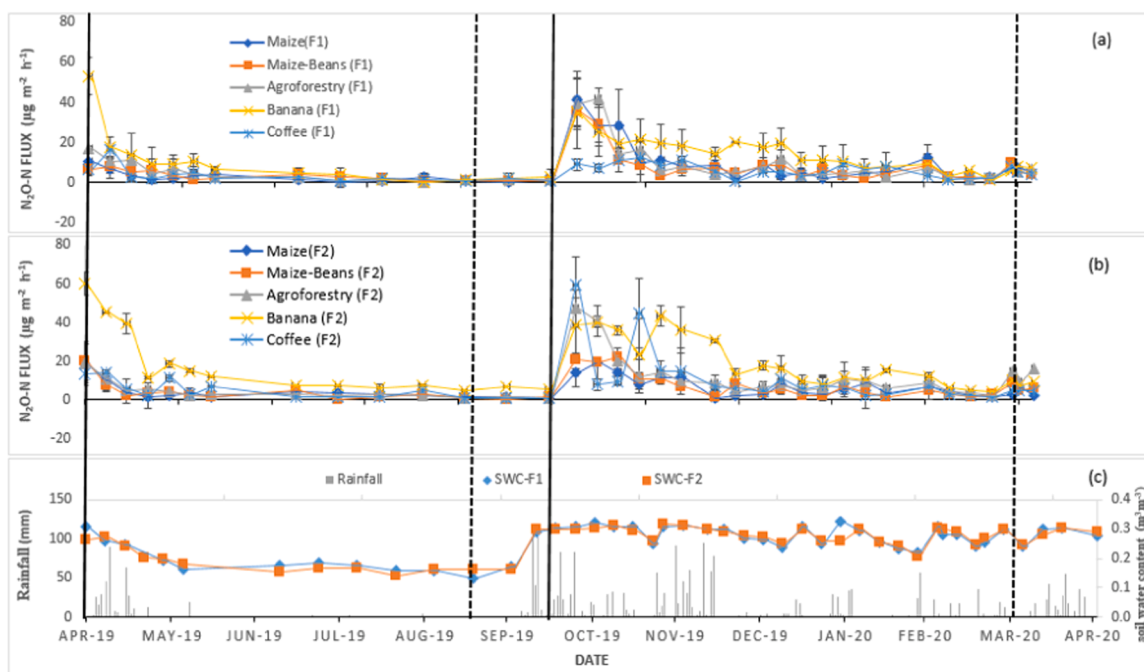 80
60
40
20
0
-20
N₂O-N FLUX (µg m⁻² h⁻¹)
(a)
Maize(F1)
Maize-Beans (F1)
Agroforestry (F1)
Banana (F1)
Coffee (F1)
80
60
40
20
0
-20
N₂O-N FLUX (µg m⁻² h⁻¹)
(b)
Maize(F2)
Maize-Beans (F2)
Agroforestry (F2)
Banana (F2)
Coffee (F2)
Rainfall SWC-F1 SWC-F2
(c)
150
100
50
0
Rainfall (mm)
0.4
0.3
0.2
0.1
0.0
soil water content (m³m⁻³)
APR-19 MAY-19 JUN-19 JUL-19 AUG-19 SEP-19 OCT-19 NOV-19 DEC-19 JAN-20 FEB-20 MAR-20 APR-20
DATE